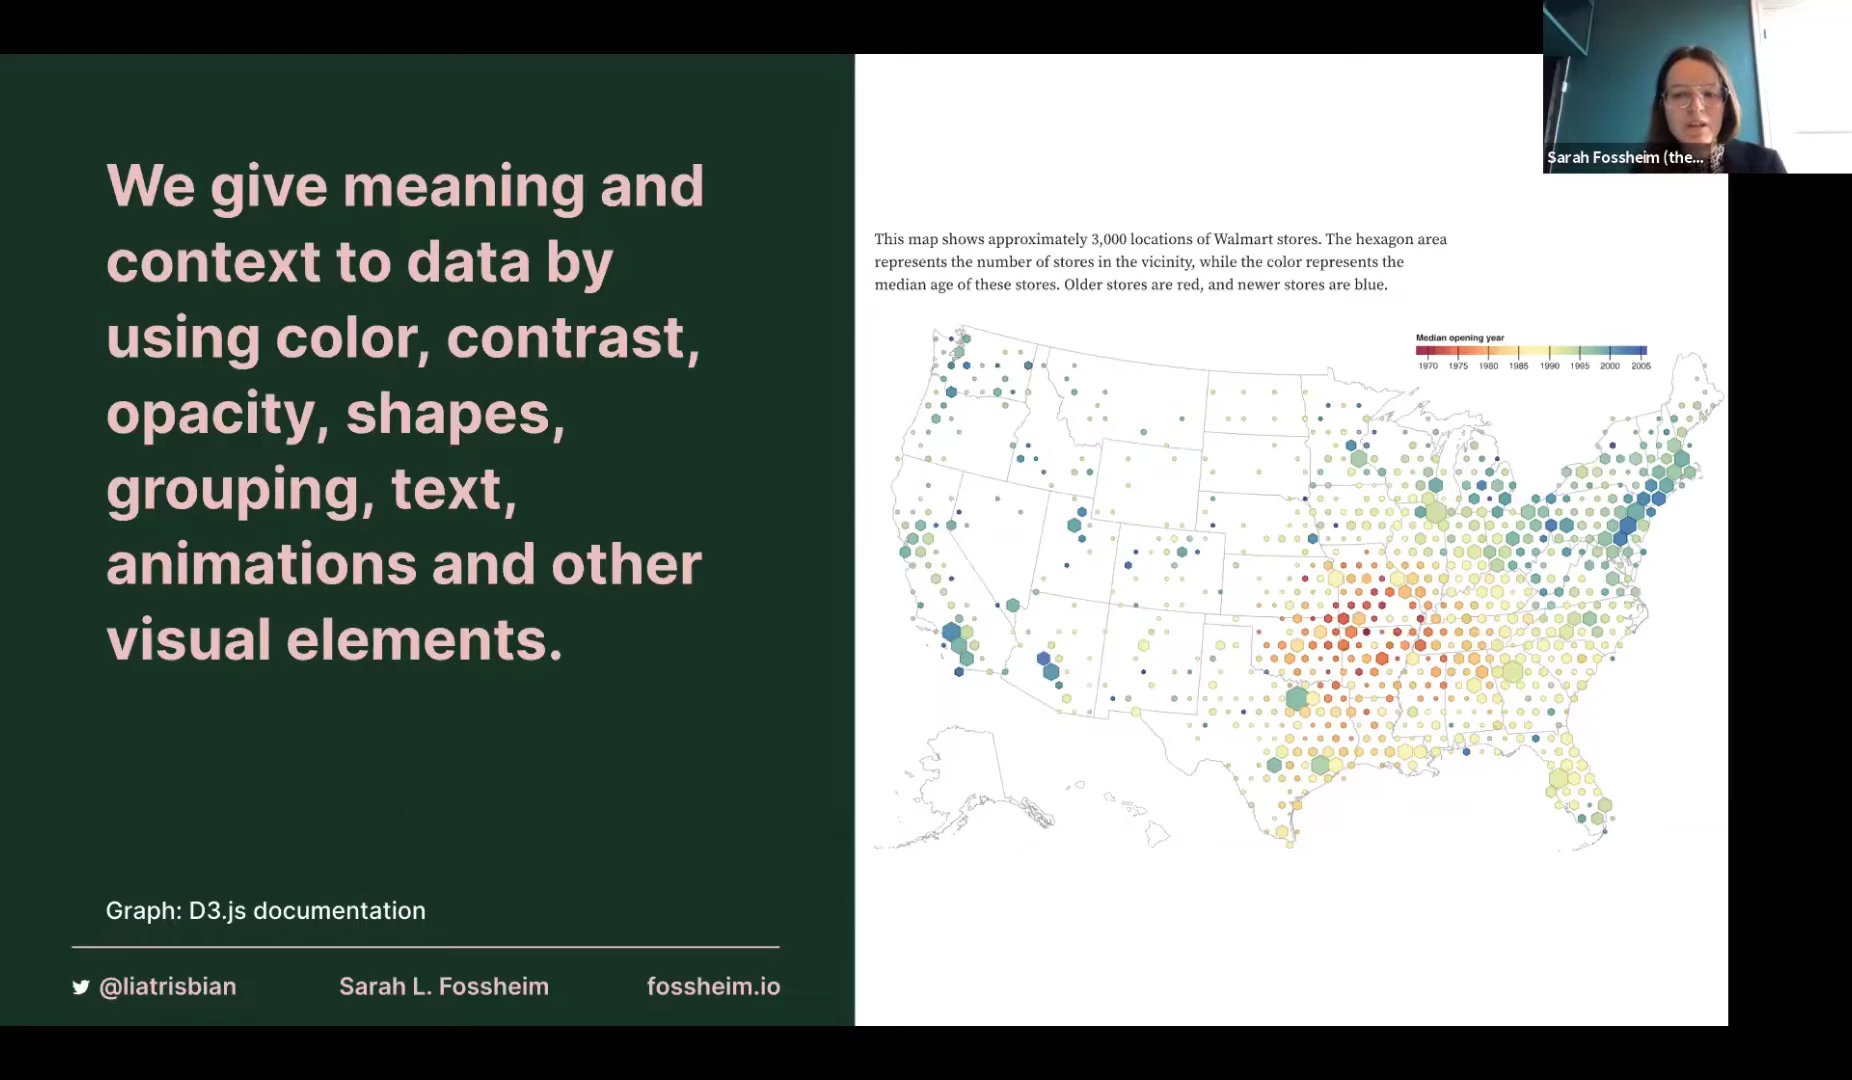 We give meaning and
context to data by
using color, contrast,
opacity, shapes,
grouping, text,
animations and other
visual elements.
Graph: D3.js documentation
@liatrisbian
Sarah L. Fossheim
fossheim.io
Sarah Fossheim (the...
This map shows approximately 3,000 locations of Walmart stores. The hexagon area
represents the number of stores in the vicinity, while the color represents the
median age of these stores. Older stores are red, and newer stores are blue.
Median opening year
1970 1975 1980 1985 1990 1995 2000 2005